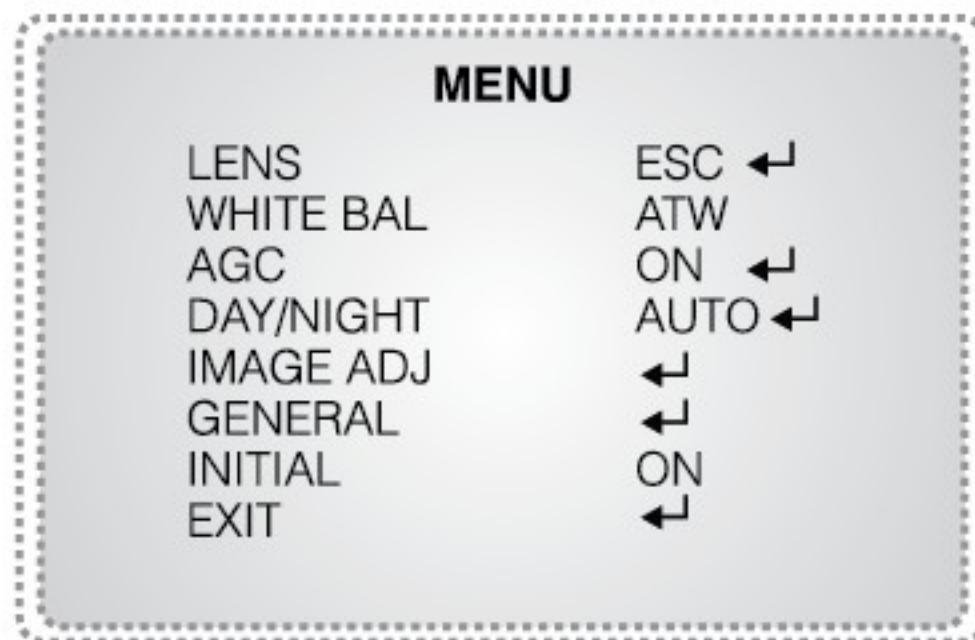 MENU
LENS ESC ↵
WHITE BAL ATW
AGC ON ↵
DAY/NIGHT AUTO ↵
IMAGE ADJ ↵
GENERAL ↵
INITIAL ON
EXIT ↵